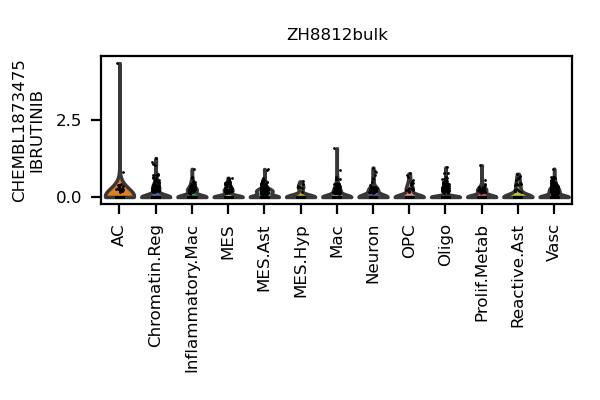 ZH8812bulk
CHEMBL1873475
IBRUTINIB
2.5
0.0
AC
Chromatin.Reg
Inflammatory.Mac
MES
MES.Ast
MES.Hyp
Mac
Neuron
OPC
Oligo
Prolif.Metab
Reactive.Ast
Vasc